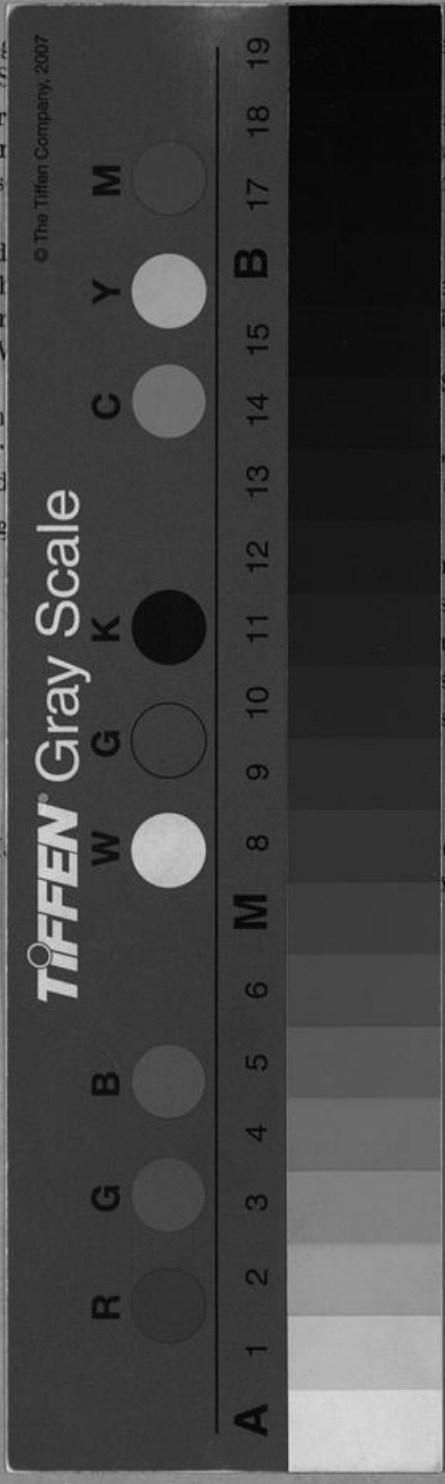 TIFFEN® Gray Scale
© The Tiffen Company, 2007
R G B W G K C Y M
A 1 2 3 4 5 6 M 8 9 10 11 12 13 14 15 B 17 18 19